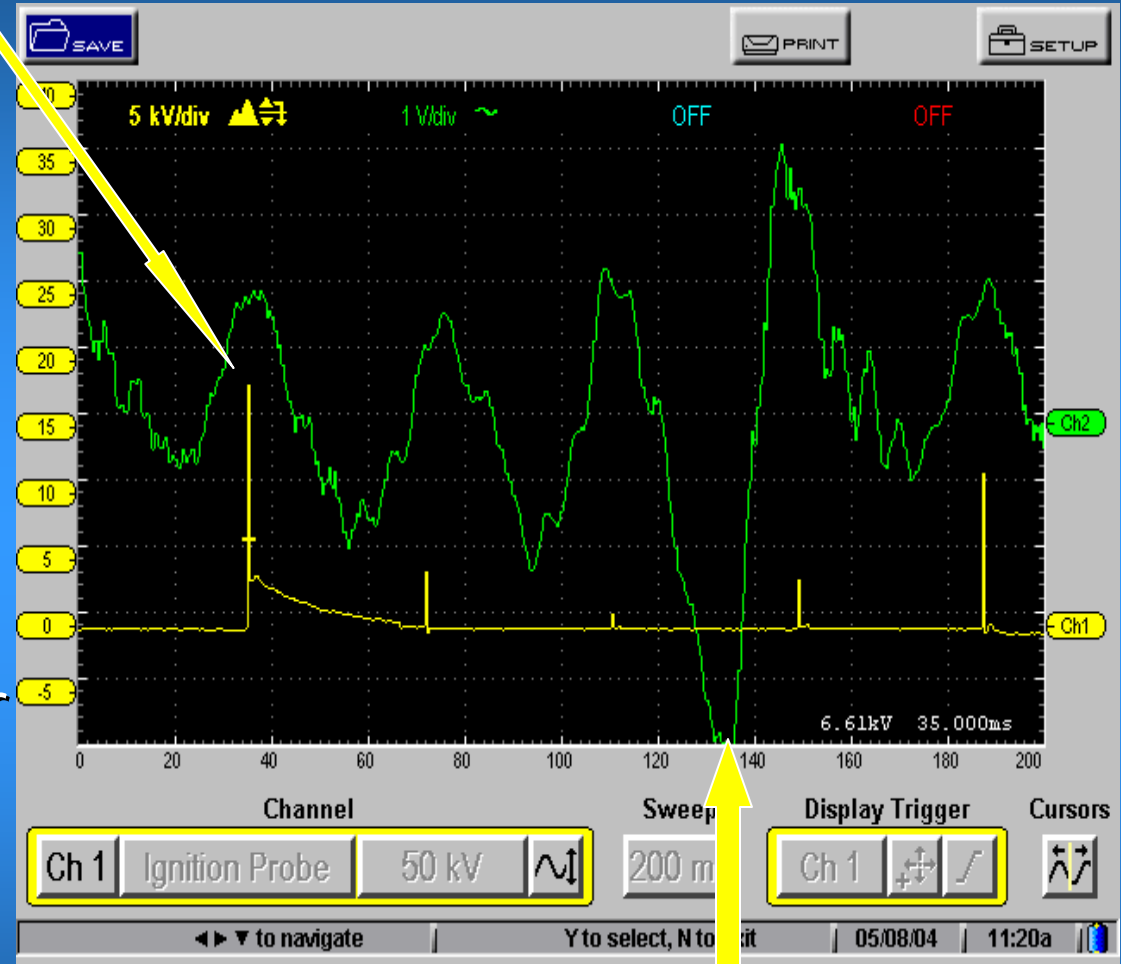 SAVE
PRINT
SETUP
5 kV/div
1 V/div
OFF
OFF
35
30
25
20
15
10
5
0
-5
Ch2
Ch1
6.61kV 35.000ms
0 20 40 60 80 100 120 140 160 180 200
Channel
Sweep
Display Trigger
Cursors
Ch 1
Ignition Probe
50 kV
200 m
Ch 1
to navigate
Y to select, N to
05/08/04
11:20a